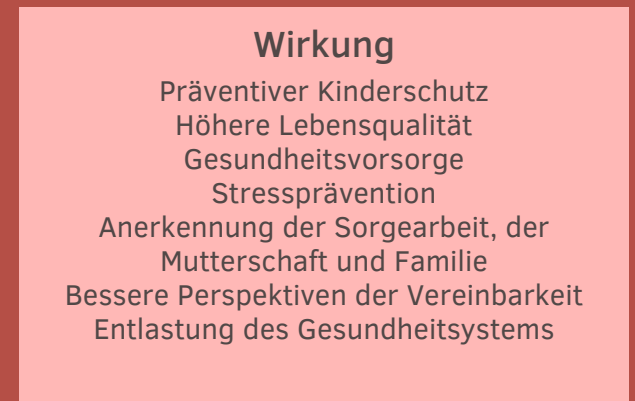 Wirkung
Präventiver Kinderschutz
Höhere Lebensqualität
Gesundheitsvorsorge
Stressprävention
Anerkennung der Sorgearbeit, der
Mutterschaft und Familie
Bessere Perspektiven der Vereinbarkeit
Entlastung des Gesundheitsystems